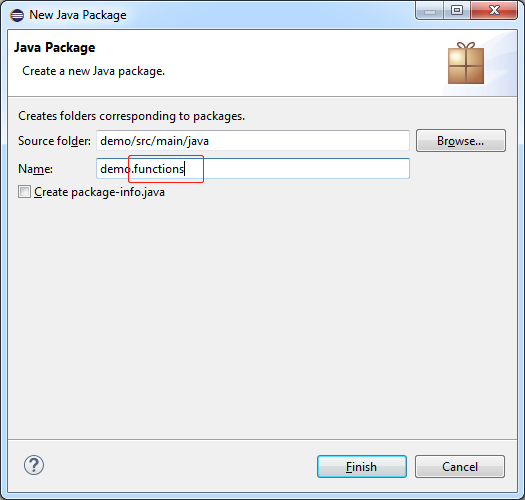 New Java Package
Java Package
Create a new Java package.
Creates folders corresponding to packages.
Source folder: demo/src/main/java Browse...
Name: demo.functions
Create package-info.java
? Finish Cancel